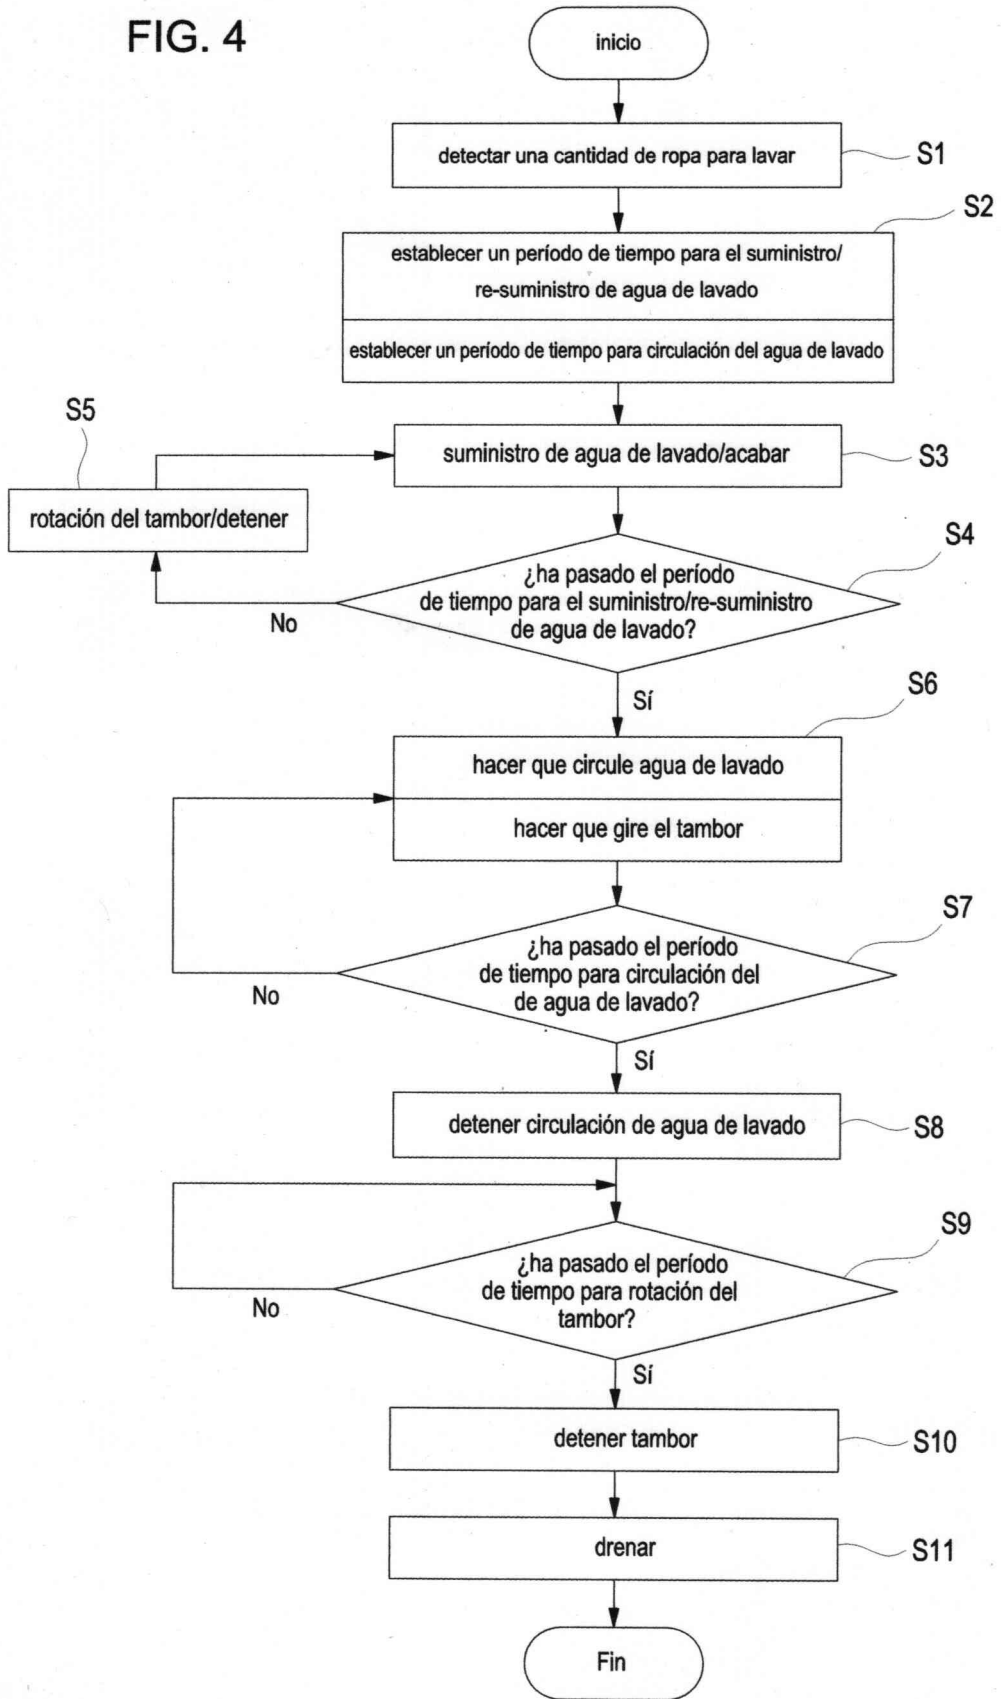 FIG. 4
inicio
detectar una cantidad de ropa para lavar
S1
S2
establecer un período de tiempo para el suministro/
re-suministro de agua de lavado
establecer un período de tiempo para circulación del agua de lavado
S5
suministro de agua de lavado/acabar
S3
rotación del tambor/detener
S4
¿ha pasado el período
de tiempo para el suministro/re-suministro
de agua de lavado?
No
Sí
S6
hacer que circule agua de lavado
hacer que gire el tambor
S7
¿ha pasado el período
de tiempo para circulación del
de agua de lavado?
No
Sí
detener circulación de agua de lavado
S8
S9
¿ha pasado el período
de tiempo para rotación del
tambor?
No
Sí
detener tambor
S10
drenar
S11
Fin